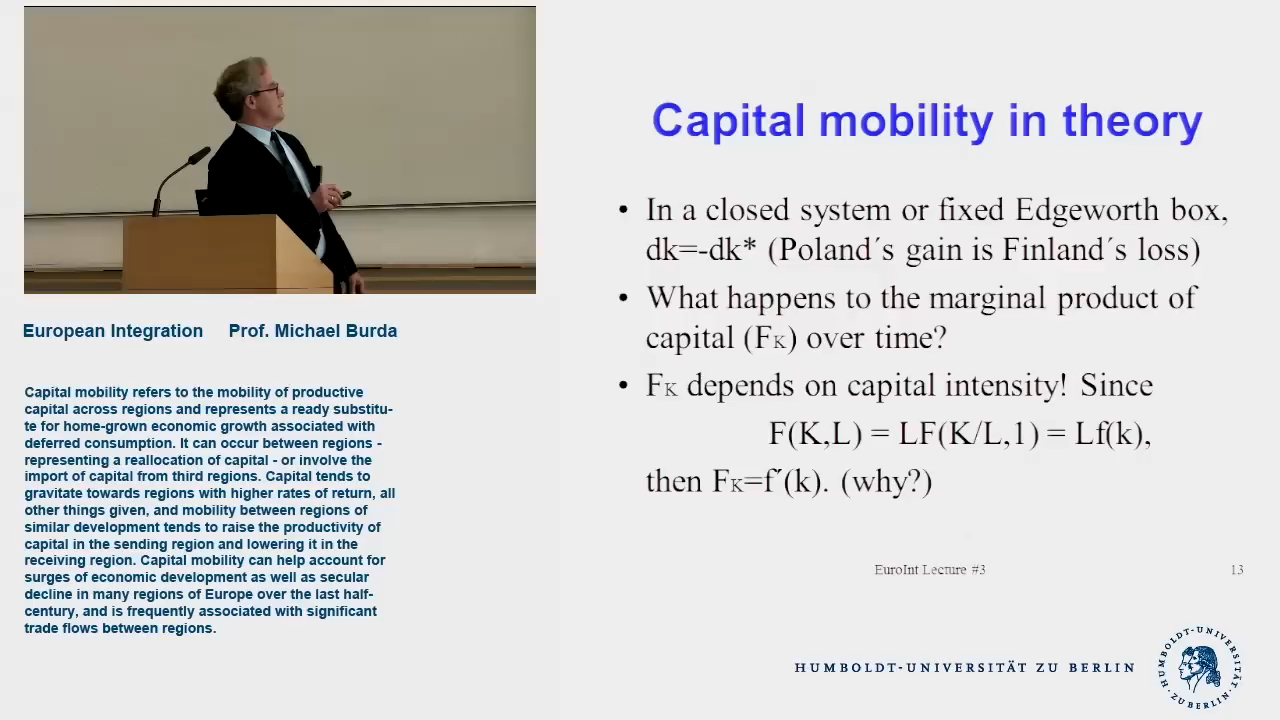 Capital mobility in theory
• In a closed system or fixed Edgeworth box,
dk=-dk* (Poland´s gain is Finland´s loss)
• What happens to the marginal product of
capital (FK) over time?
• FK depends on capital intensity! Since
F(K,L) = LF(K/L,1) = Lf(k),
then FK=f´(k). (why?)
EuroInt Lecture #3 13
European Integration Prof. Michael Burda
Capital mobility refers to the mobility of productive
capital across regions and represents a ready substitu-
te for home-grown economic growth associated with
deferred consumption. It can occur between regions -
representing a reallocation of capital - or involve the
import of capital from third regions. Capital tends to
gravitate towards regions with higher rates of return, all
other things given, and mobility between regions of
similar development tends to raise the productivity of
capital in the sending region and lowering it in the
receiving region. Capital mobility can help account for
surges of economic development as well as secular
decline in many regions of Europe over the last half-
century, and is frequently associated with significant
trade flows between regions.
HUMBOLDT-UNIVERSITÄT ZU BERLIN
HUMBOLDT-UNIVERSITÄT · ZU BERLIN ·